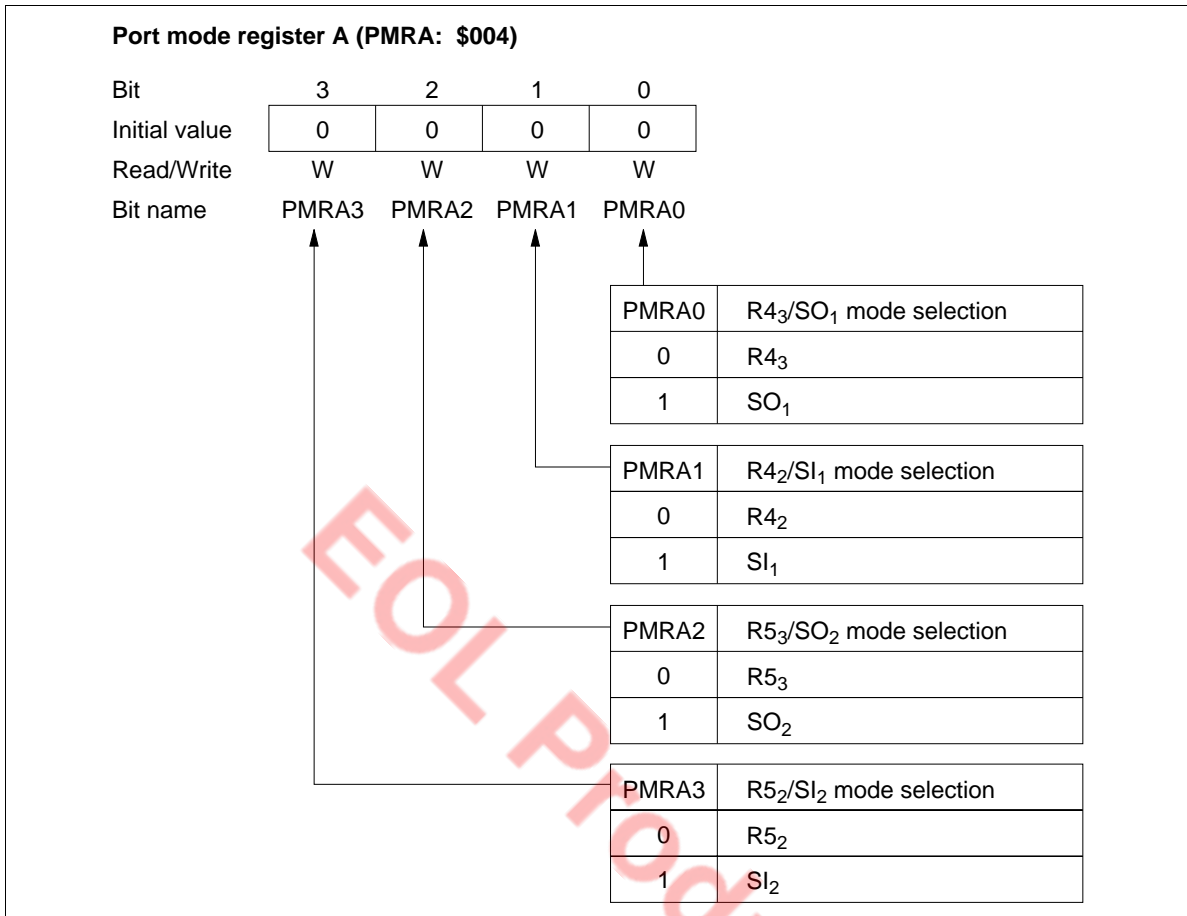 Port mode register A (PMRA: $004)
Bit 3 2 1 0
Initial value 0 0 0 0
Read/Write W W W W
Bit name PMRA3 PMRA2 PMRA1 PMRA0
PMRA0 R4₃/SO₁ mode selection
0 R4₃
1 SO₁
PMRA1 R4₂/SI₁ mode selection
0 R4₂
1 SI₁
PMRA2 R5₃/SO₂ mode selection
0 R5₃
1 SO₂
PMRA3 R5₂/SI₂ mode selection
0 R5₂
1 SI₂
EOL Produ